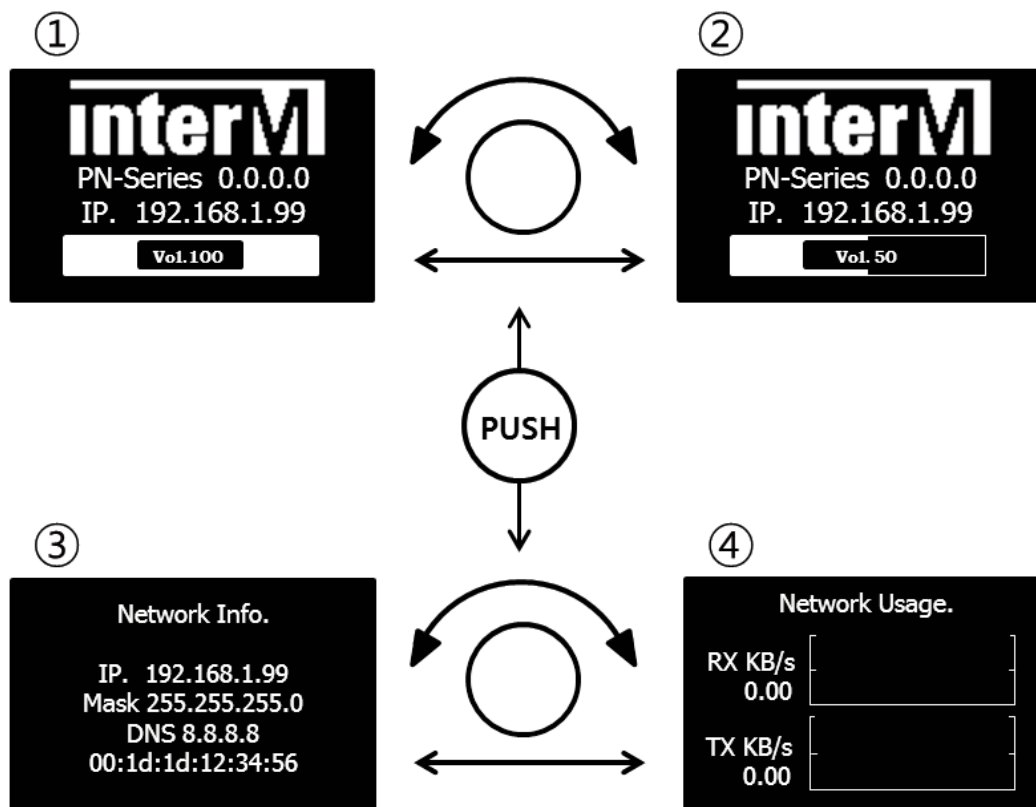 ①
interM
PN-Series 0.0.0.0
IP. 192.168.1.99
Vol.100
②
interM
PN-Series 0.0.0.0
IP. 192.168.1.99
Vol. 50
PUSH
③
Network Info.
IP. 192.168.1.99
Mask 255.255.255.0
DNS 8.8.8.8
00:1d:1d:12:34:56
④
Network Usage.
RX KB/s
0.00
TX KB/s
0.00